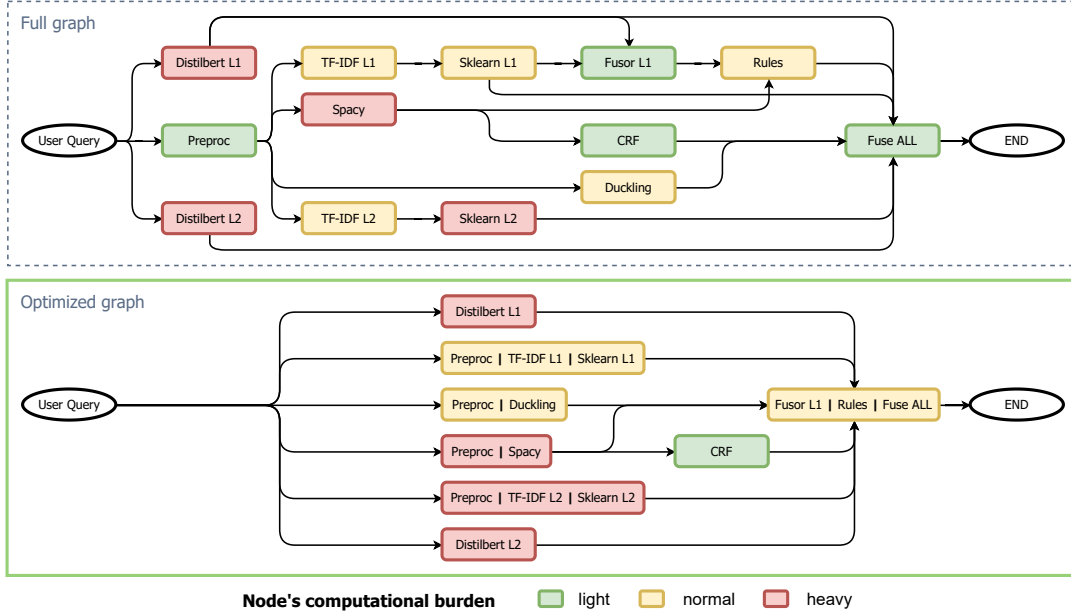 Full graph
Distilbert L1
TF-IDF L1
Sklearn L1
Fusor L1
Rules
Spacy
User Query
Preproc
CRF
Fuse ALL
END
Duckling
Distilbert L2
TF-IDF L2
Sklearn L2
Optimized graph
Distilbert L1
Preproc | TF-IDF L1 | Sklearn L1
User Query
Preproc | Duckling
Fusor L1 | Rules | Fuse ALL
END
Preproc | Spacy
CRF
Preproc | TF-IDF L2 | Sklearn L2
Distilbert L2
Node's computational burden light normal heavy